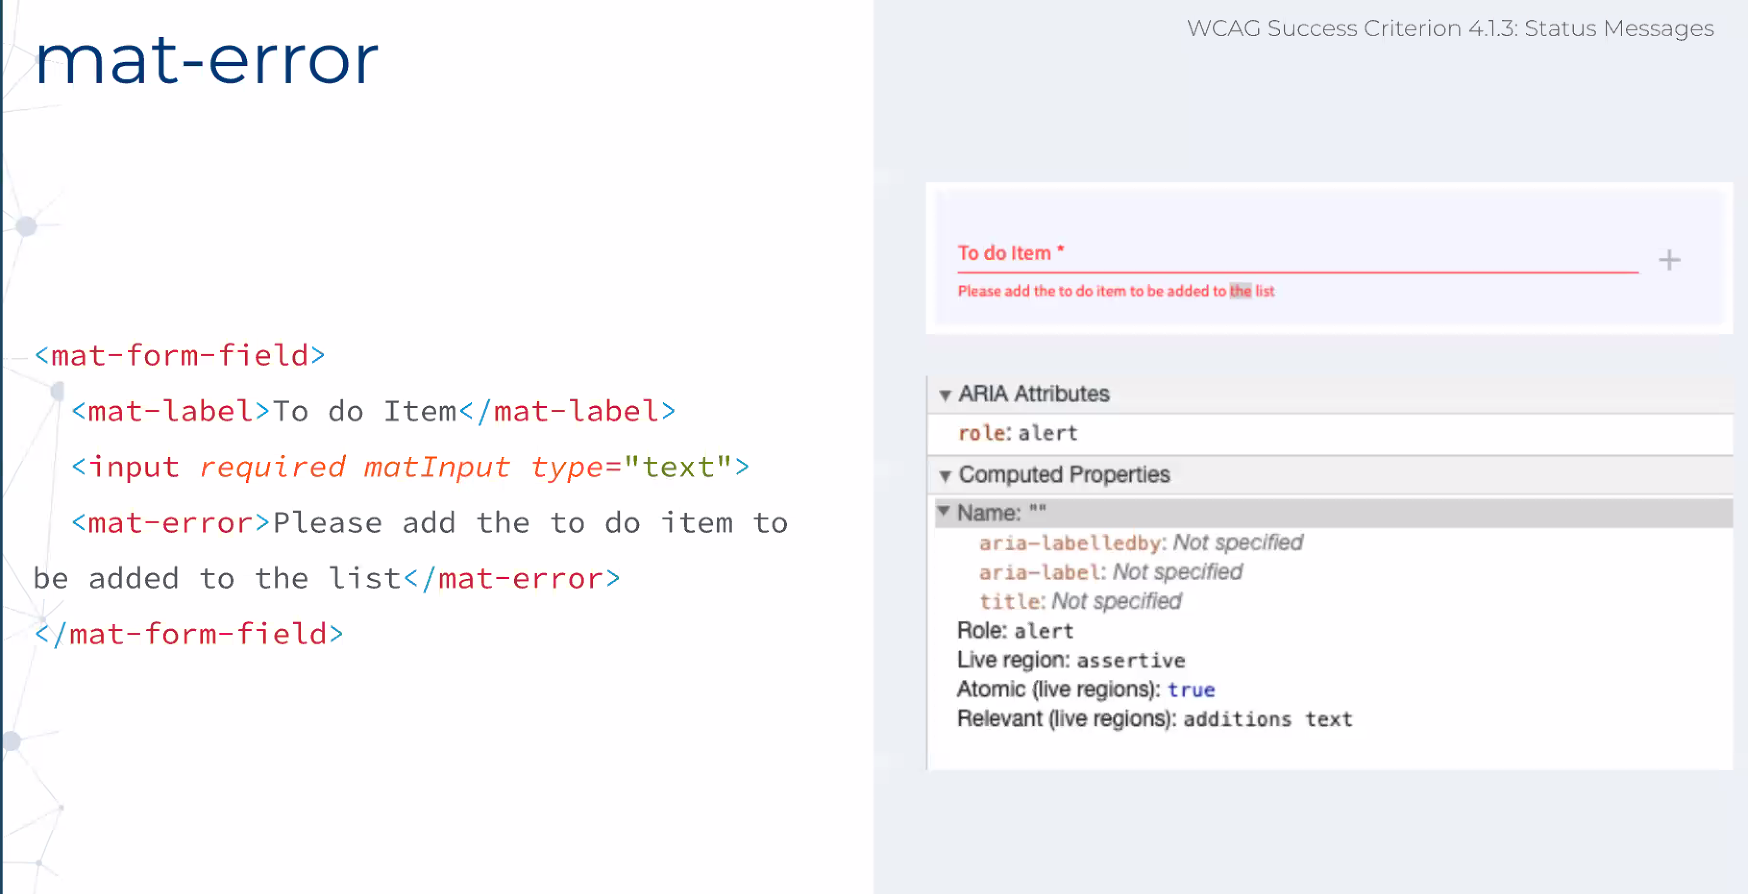 mat-error
<mat-form-field>
<mat-label>To do Item</mat-label>
<input required matInput type="text">
<mat-error>Please add the to do item to
be added to the list</mat-error>
</mat-form-field>
WCAG Success Criterion 4.1.3: Status Messages
To do Item *
+
Please add the to do item to be added to the list
▼ ARIA Attributes
role: alert
▼ Computed Properties
▼ Name: ""
aria-labelledby: Not specified
aria-label: Not specified
title: Not specified
Role: alert
Live region: assertive
Atomic (live regions): true
Relevant (live regions): additions text